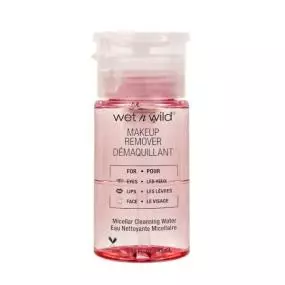 wet n wild®
MAKEUP
REMOVER
DÉMAQUILLANT
FOR • POUR
EYES • LES YEUX
LIPS • LES LÈVRES
FACE • LE VISAGE
Micellar Cleansing Water
Eau Nettoyante Micellaire